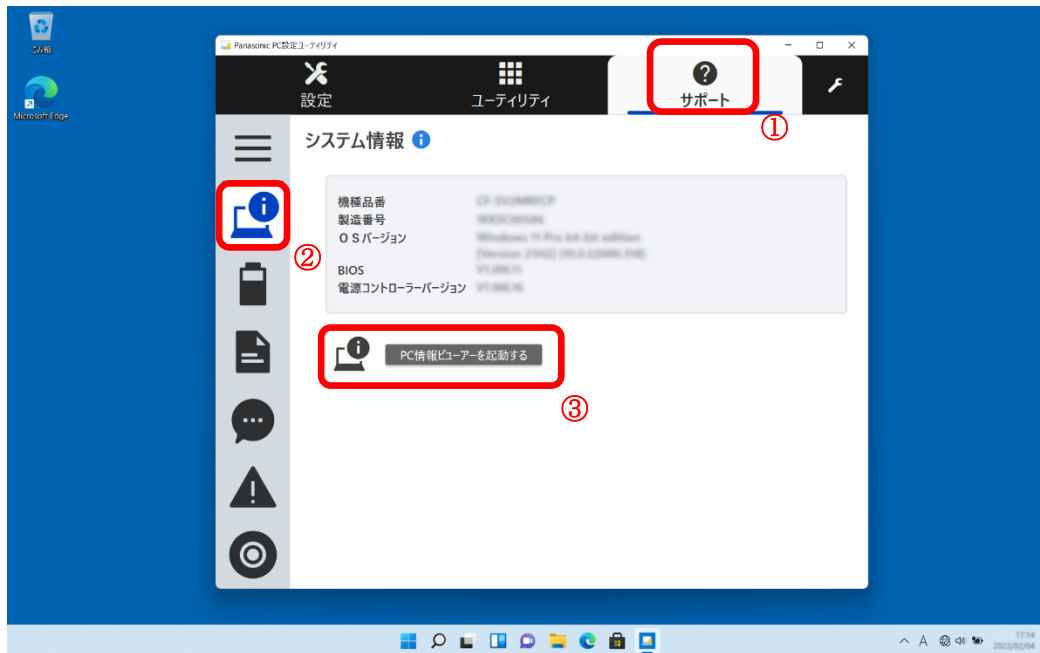 ごみ箱
Microsoft Edge
Panasonic PC設定ユーティリティ
設定
ユーティリティ
サポート
①
システム情報
②
機種品番
製造番号
OSバージョン
BIOS
電源コントローラーバージョン
PC情報ビューアーを起動する
③
A
17:14
2022/02/04